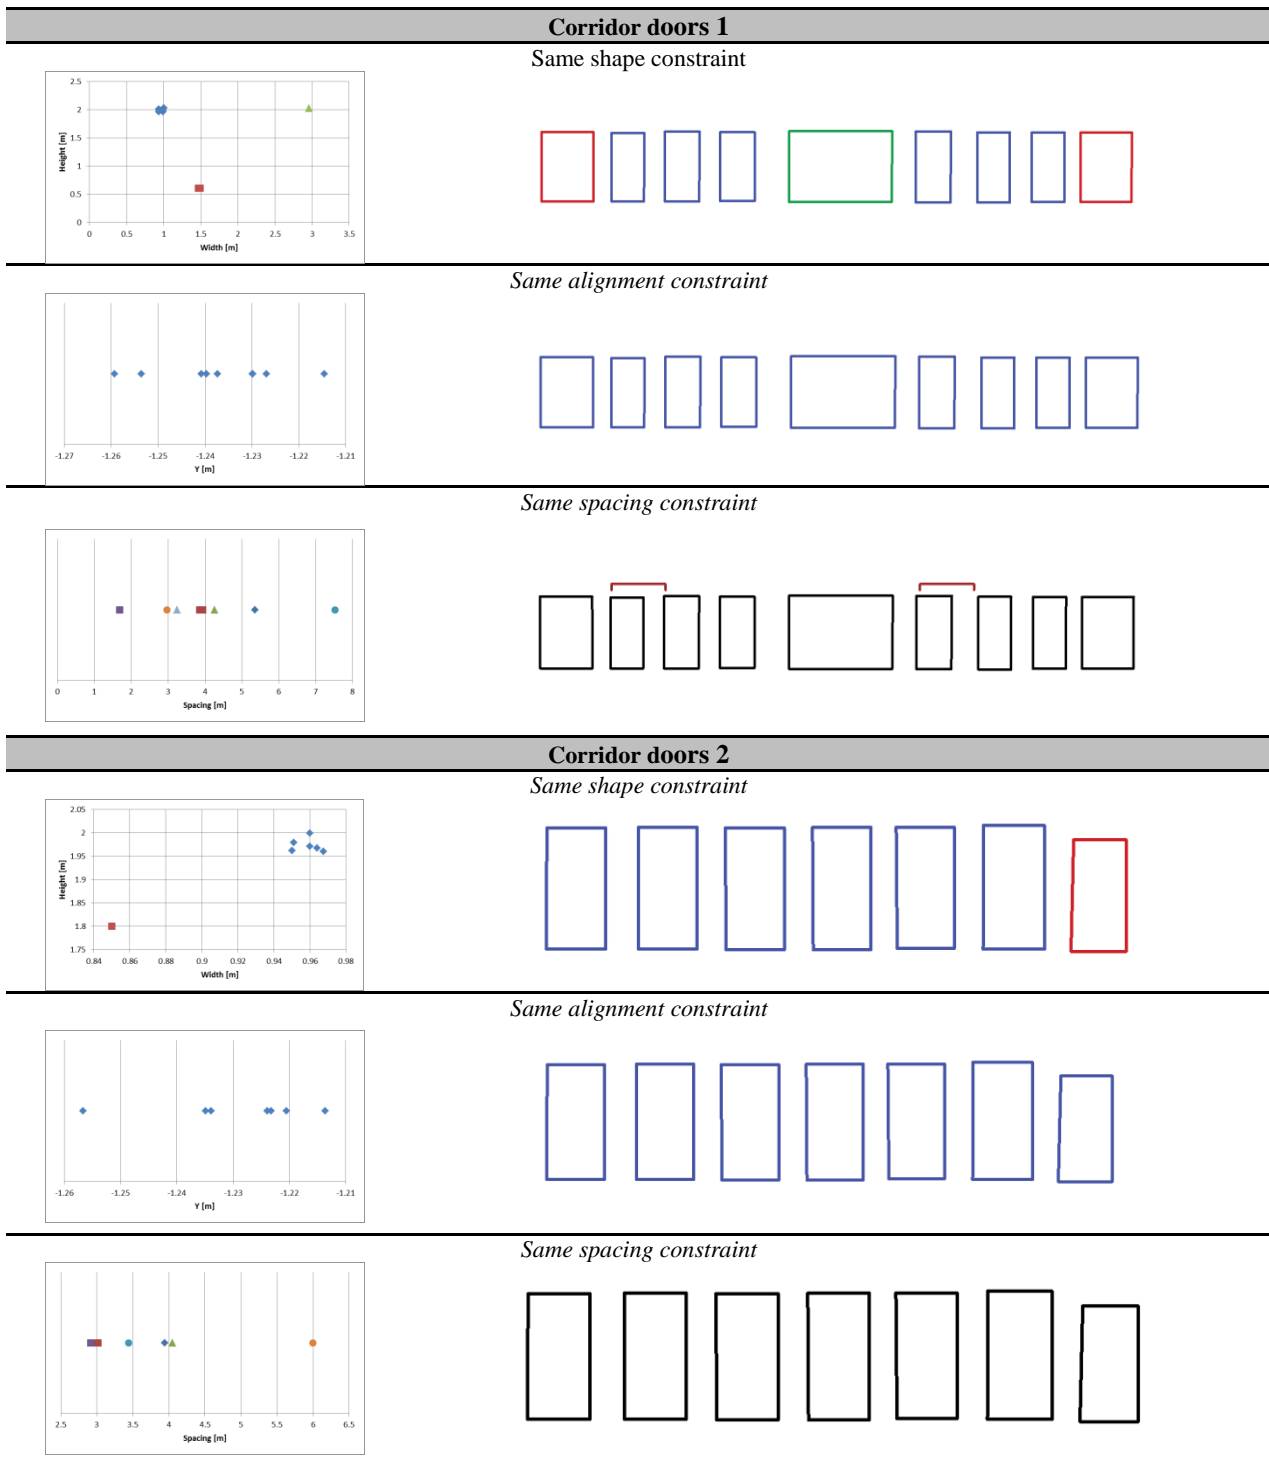 Corridor doors 1
Same shape constraint
2.5
2
1.5
1
0.5
0
Height [m]
0 0.5 1 1.5 2 2.5 3 3.5
Width [m]
Same alignment constraint
-1.27 -1.26 -1.25 -1.24 -1.23 -1.22 -1.21
Y [m]
Same spacing constraint
0 1 2 3 4 5 6 7 8
Spacing [m]
Corridor doors 2
Same shape constraint
2.05
2
1.95
1.9
1.85
1.8
1.75
Height [m]
0.84 0.86 0.88 0.9 0.92 0.94 0.96 0.98
Width [m]
Same alignment constraint
-1.26 -1.25 -1.24 -1.23 -1.22 -1.21
Y [m]
Same spacing constraint
2.5 3 3.5 4 4.5 5 5.5 6 6.5
Spacing [m]